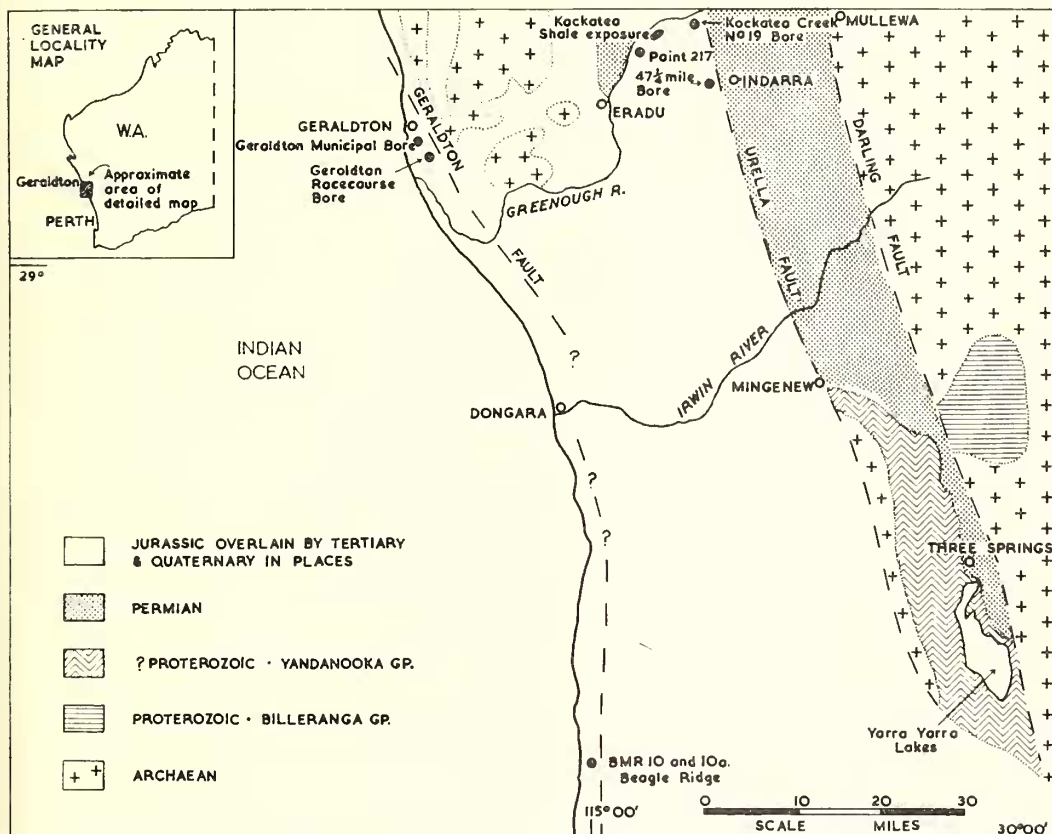 GENERAL
LOCALITY
MAP
W.A.
Geraldton
Approximate
area of
detailed map
PERTH
29°
Kockatea
Shale exposure
Kockatea Creek
Nº19 Bore
MULLEWA
Point 217
47¼ mile
Bore
INDARRA
ERADU
GERALDTON
Geraldton Municipal Bore
Geraldton
Racecourse
Bore
GERALDTON
FAULT
GREENOUGH R.
URELLA
FAULT
DARLING
FAULT
INDIAN
OCEAN
?
DONGARA
IRWIN RIVER
MINGENEW
?
?
THREE SPRINGS
Yarra Yarra
Lakes
JURASSIC OVERLAIN BY TERTIARY
& QUATERNARY IN PLACES
PERMIAN
? PROTEROZOIC · YANDANOOKA GP.
PROTEROZOIC · BILLERANGA GP.
ARCHAEAN
BMR 10 and 10a.
Beagle Ridge
115°00'
0 10 20 30
SCALE MILES
30°00'